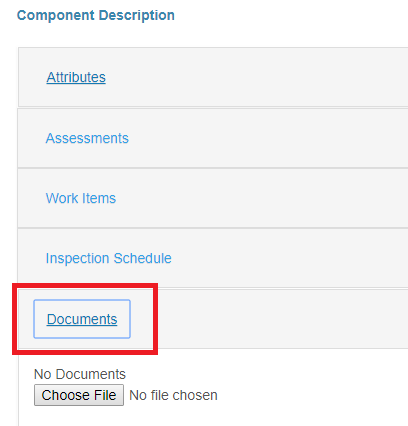 Component Description
Attributes
Assessments
Work Items
Inspection Schedule
Documents
No Documents
Choose File No file chosen